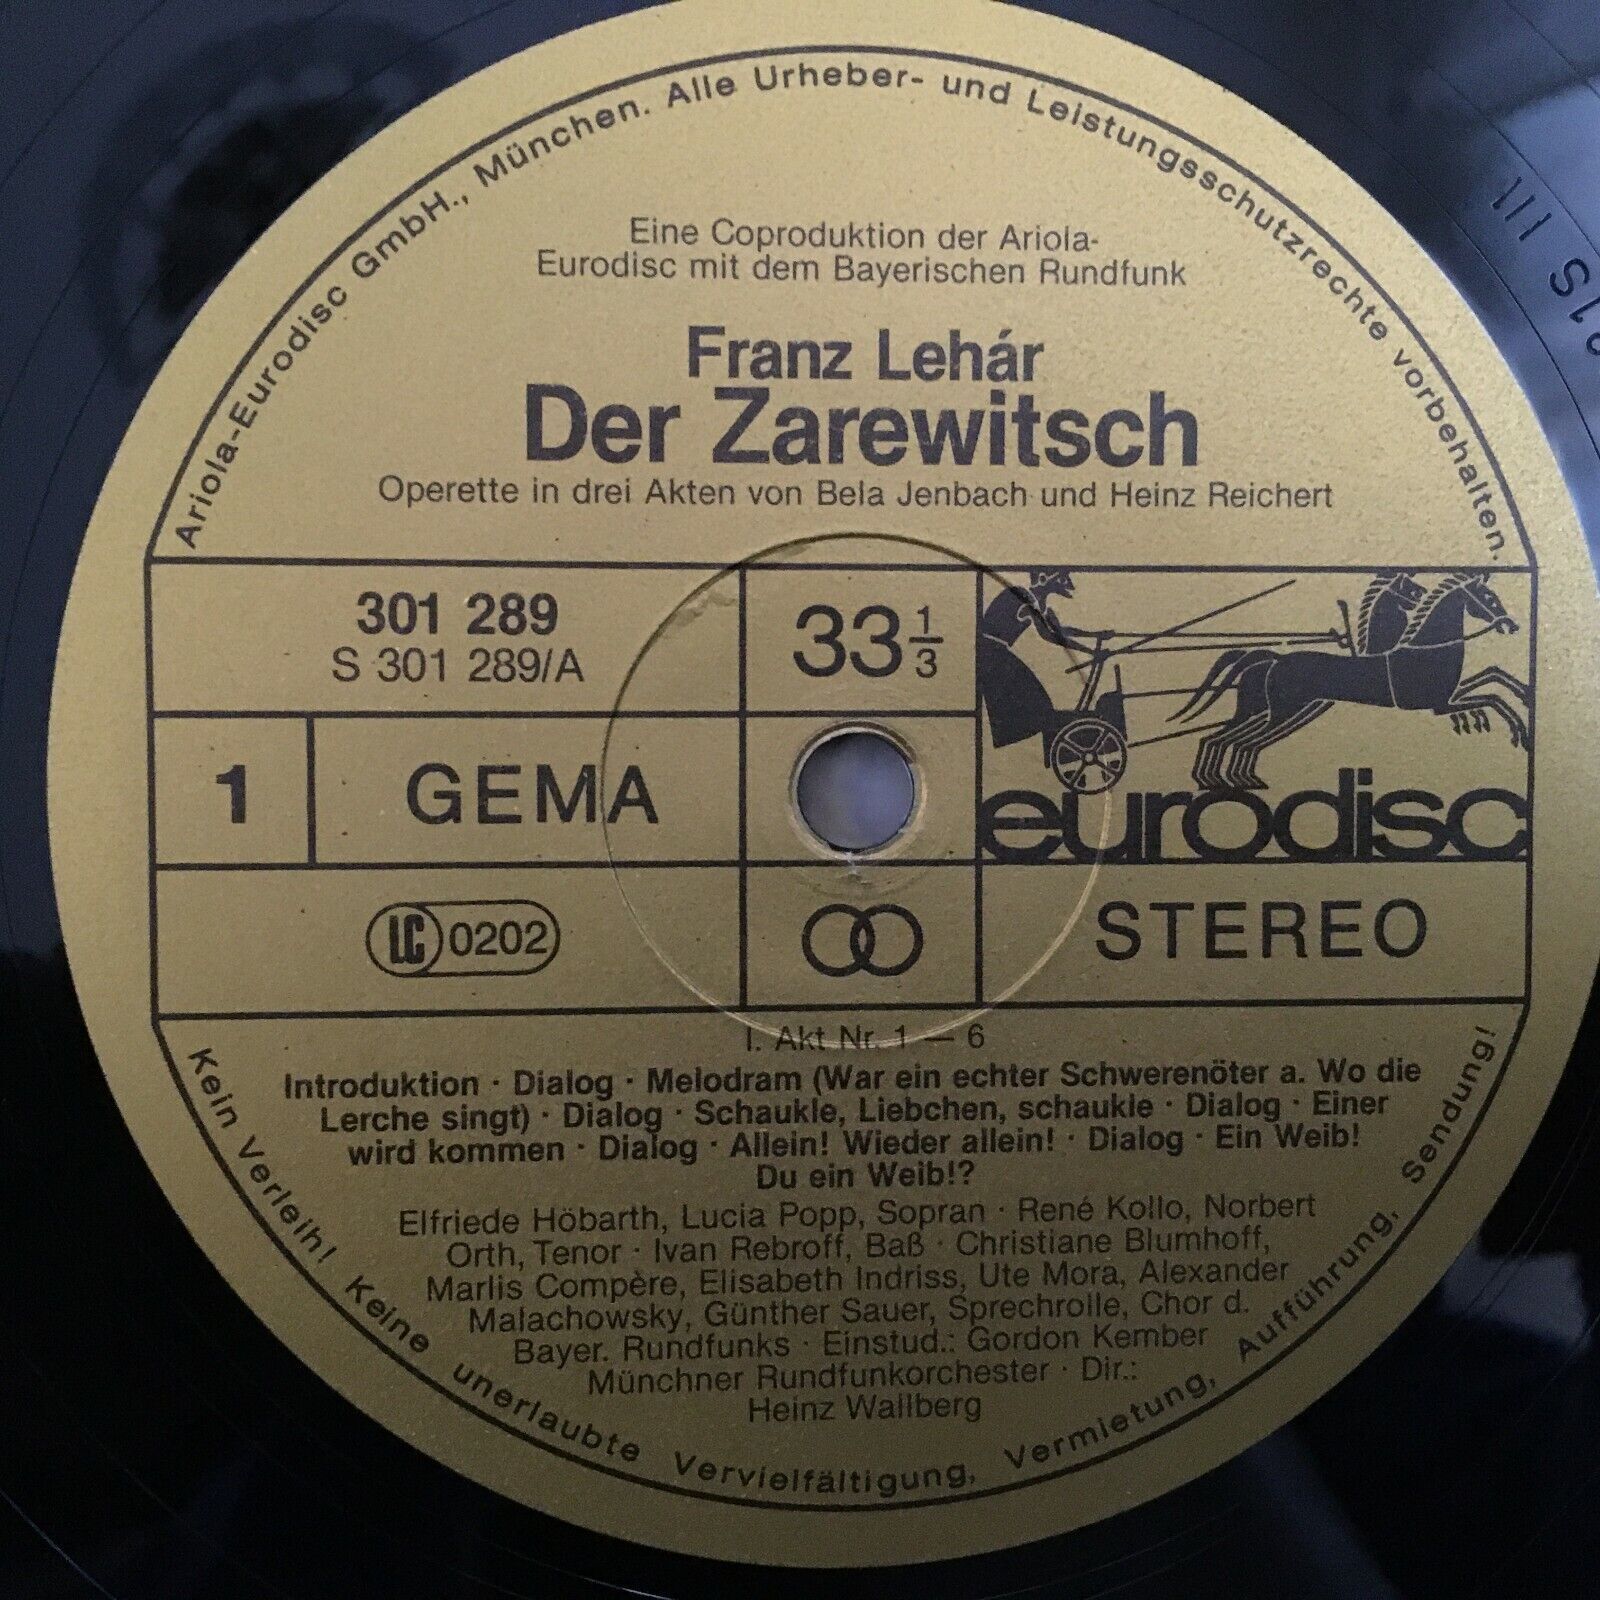 Ariola-Eurodisc GmbH., München. Alle Urheber- und Leistungsschutzrechte vorbehalten.
Eine Coproduktion der Ariola-
Eurodisc mit dem Bayerischen Rundfunk
Franz Lehár
Der Zarewitsch
Operette in drei Akten von Bela Jenbach und Heinz Reichert
301 289
S 301 289/A
33 1/3
1
GEMA
eurodisc
LC 0202
STEREO
I. Akt Nr. 1 — 6
Introduktion · Dialog · Melodram (War ein echter Schwerenöter a. Wo die
Lerche singt) · Dialog · Schaukle, Liebchen, schaukle · Dialog · Einer
wird kommen · Dialog · Allein! Wieder allein! · Dialog · Ein Weib!
Du ein Weib!?
Elfriede Höbarth, Lucia Popp, Sopran · René Kollo, Norbert
Orth, Tenor · Ivan Rebroff, Baß · Christiane Blumhoff,
Marlis Compère, Elisabeth Indriss, Ute Mora, Alexander
Malachowsky, Günther Sauer, Sprechrolle, Chor d.
Bayer. Rundfunks · Einstud.: Gordon Kember
Münchner Rundfunkorchester · Dir.:
Heinz Wallberg
Kein Verleih! Keine unerlaubte Vervielfältigung, Vermietung, Aufführung, Sendung!